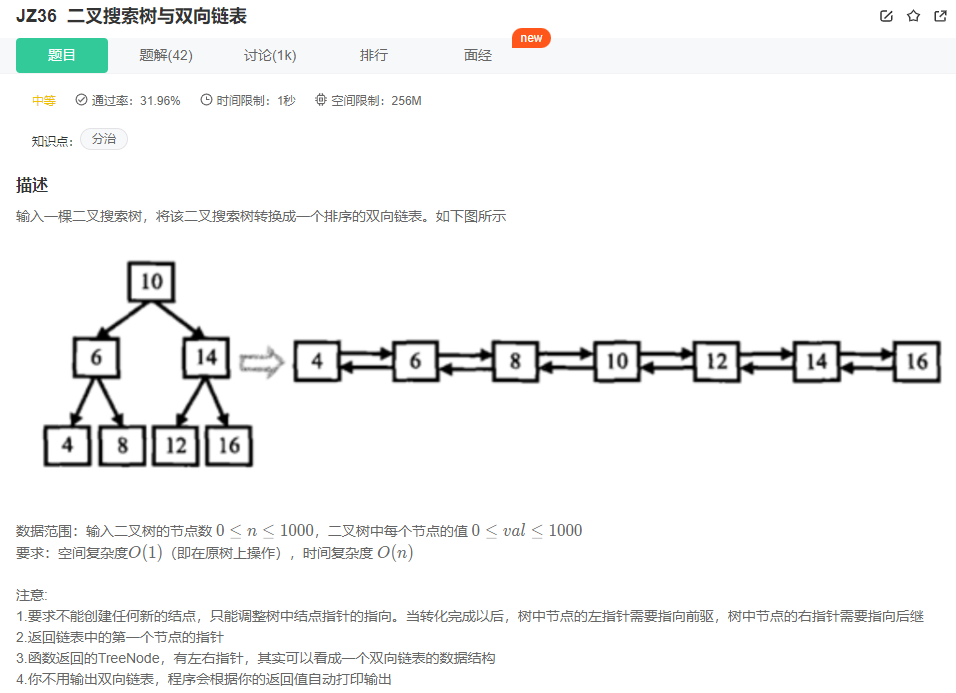 JZ36 二叉搜索树与双向链表
题目 题解(42) 讨论(1k) 排行 面经 new
中等 通过率：31.96% 时间限制：1秒 空间限制：256M
知识点： 分治
描述
输入一棵二叉搜索树，将该二叉搜索树转换成一个排序的双向链表。如下图所示
10
6 14 4 6 8 10 12 14 16
4 8 12 16
数据范围：输入二叉树的节点数 0 ≤ n ≤ 1000，二叉树中每个节点的值 0 ≤ val ≤ 1000
要求：空间复杂度O(1)（即在原树上操作），时间复杂度 O(n)
注意:
1.要求不能创建任何新的结点，只能调整树中结点指针的指向。当转化完成以后，树中节点的左指针需要指向前驱，树中节点的右指针需要指向后继
2.返回链表中的第一个节点的指针
3.函数返回的TreeNode，有左右指针，其实可以看成一个双向链表的数据结构
4.你不用输出双向链表，程序会根据你的返回值自动打印输出